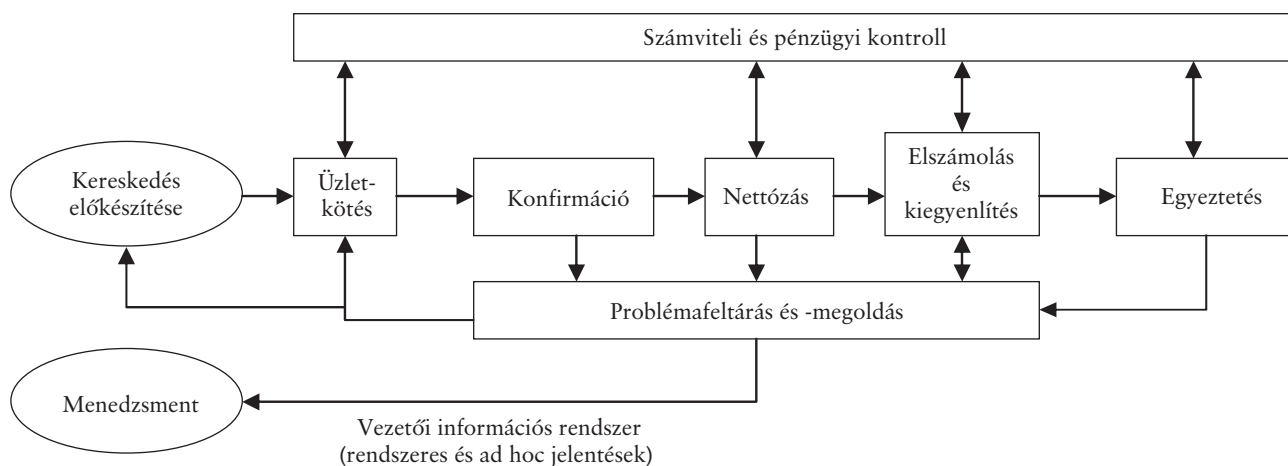 Számviteli és pénzügyi kontroll
Kereskedés
előkészítése
Üzlet-
kötés
Konfirmáció
Nettózás
Elszámolás
és
kiegyenlítés
Egyeztetés
Problémafeltárás és -megoldás
Menedzsment
Vezetői információs rendszer
(rendszeres és ad hoc jelentések)